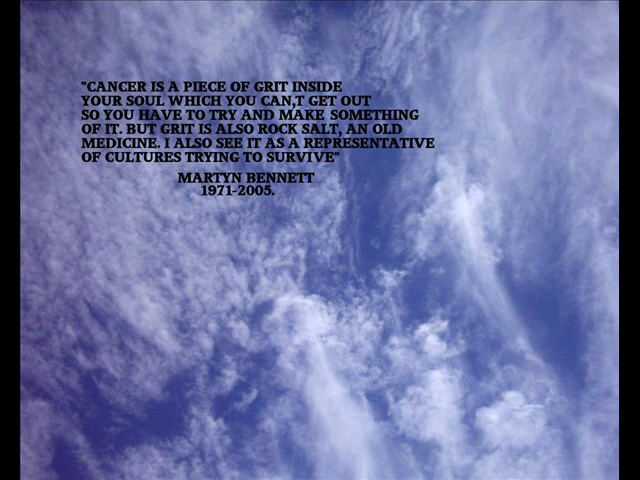 "CANCER IS A PIECE OF GRIT INSIDE
YOUR SOUL WHICH YOU CAN,T GET OUT
SO YOU HAVE TO TRY AND MAKE SOMETHING
OF IT. BUT GRIT IS ALSO ROCK SALT, AN OLD
MEDICINE. I ALSO SEE IT AS A REPRESENTATIVE
OF CULTURES TRYING TO SURVIVE"
MARTYN BENNETT
1971-2005.